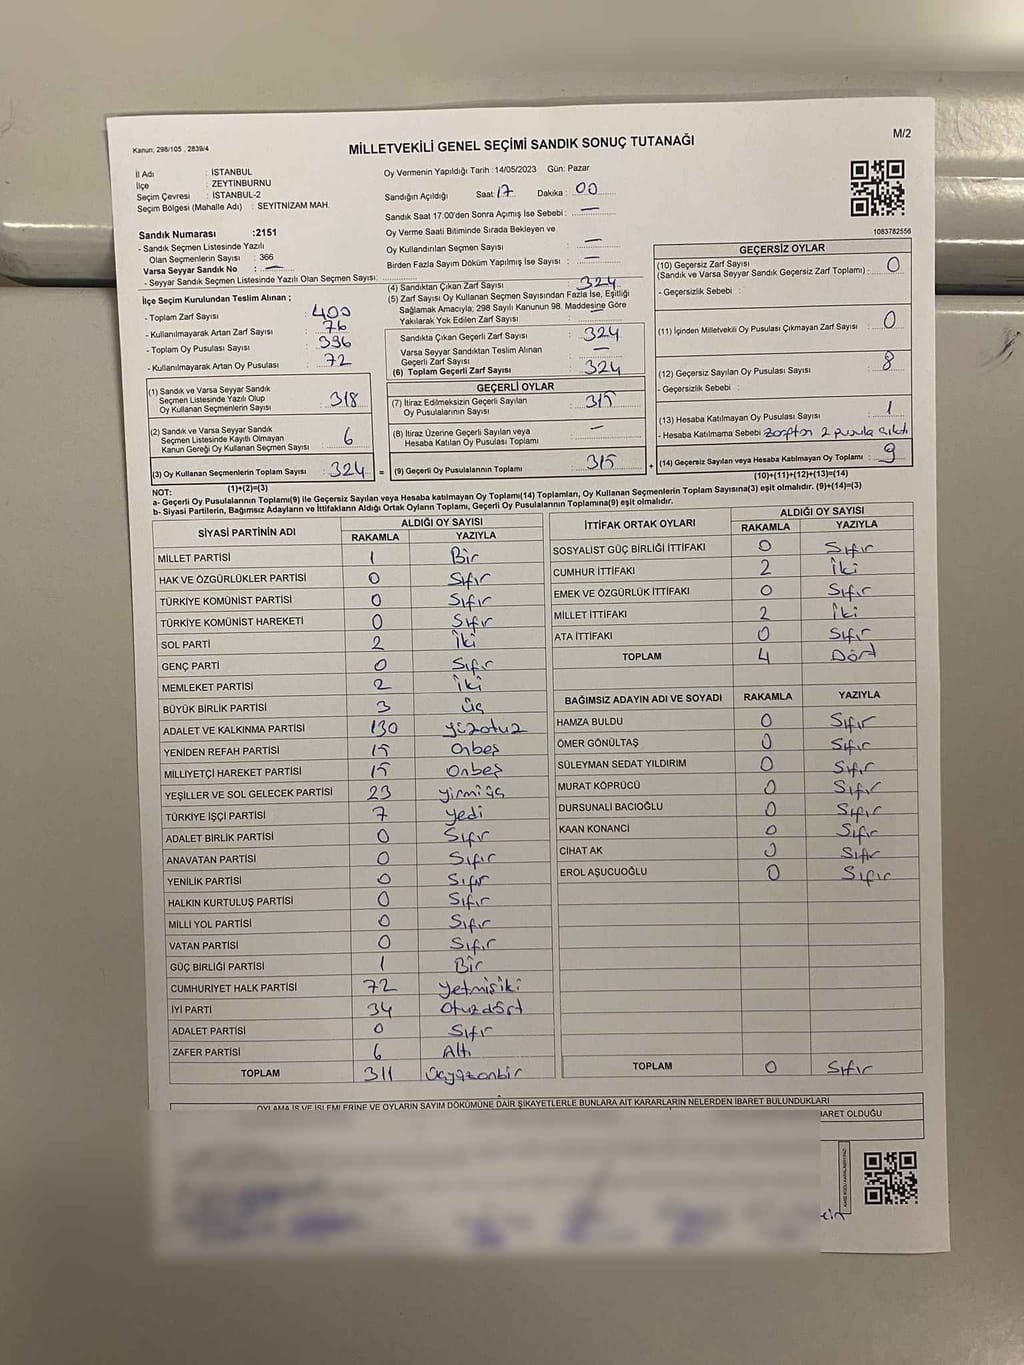 Kanun: 298/105 , 2839/4
M/2
MİLLETVEKİLİ GENEL SEÇİMİ SANDIK SONUÇ TUTANAĞI
İl Adı : İSTANBUL
İlçe : ZEYTİNBURNU
Seçim Çevresi : İSTANBUL-2
Seçim Bölgesi (Mahalle Adı) : SEYİTNİZAM MAH.
Sandık Numarası :2151
- Sandık Seçmen Listesinde Yazılı
Olan Seçmenlerin Sayısı : 366
Varsa Seyyar Sandık No : —
- Seyyar Sandık Seçmen Listesinde Yazılı Olan Seçmen Sayısı:
Oy Vermenin Yapıldığı Tarih :14/05/2023 Gün: Pazar
Sandığın Açıldığı Saat: 17 Dakika : 00
Sandık Saat 17:00'den Sonra Açımış İse Sebebi : —
Oy Verme Saati Bitiminde Sırada Bekleyen ve
Oy Kullandırılan Seçmen Sayısı : —
Birden Fazla Sayım Döküm Yapılmış İse Sayısı : —
1083782556
İlçe Seçim Kurulundan Teslim Alınan ;
- Toplam Zarf Sayısı : 400
- Kullanılmayarak Artan Zarf Sayısı : 76
- Toplam Oy Pusulası Sayısı : 396
- Kullanılmayarak Artan Oy Pusulası : 72
(4) Sandıktan Çıkan Zarf Sayısı : 324
(5) Zarf Sayısı Oy Kullanan Seçmen Sayısından Fazla İse, Eşitliği
Sağlamak Amacıyla; 298 Sayılı Kanunun 98. Maddesine Göre
Yakılarak Yok Edilen Zarf Sayısı :
Sandıkta Çıkan Geçerli Zarf Sayısı : 324
Varsa Seyyar Sandıktan Teslim Alınan
Geçerli Zarf Sayısı : —
(6) Toplam Geçerli Zarf Sayısı : 324
GEÇERSİZ OYLAR
(10) Geçersiz Zarf Sayısı
(Sandık ve Varsa Seyyar Sandık Geçersiz Zarf Toplamı) : 0
- Geçersizlik Sebebi :
(11) İçinden Milletvekili Oy Pusulası Çıkmayan Zarf Sayısı : 0
(12) Geçersiz Sayılan Oy Pusulası Sayısı : 8
- Geçersizlik Sebebi :
(13) Hesaba Katılmayan Oy Pusulası Sayısı : 1
- Hesaba Katılmama Sebebi : zarftan 2 pusula çıktı
(14) Geçersiz Sayılan veya Hesaba Katılmayan Oy Toplamı : 9
(10)+(11)+(12)+(13)=(14)
(1) Sandık ve Varsa Seyyar Sandık
Seçmen Listesinde Yazılı Olup
Oy Kullanan Seçmenlerin Sayısı : 318
(2) Sandık ve Varsa Seyyar Sandık
Seçmen Listesinde Kayıtlı Olmayan
Kanun Gereği Oy Kullanan Seçmen Sayısı : 6
(3) Oy Kullanan Seçmenlerin Toplam Sayısı : 324 =
(1)+(2)=(3)
GEÇERLİ OYLAR
(7) İtiraz Edilmeksizin Geçerli Sayılan
Oy Pusulalarının Sayısı : 315
(8) İtiraz Üzerine Geçerli Sayılan veya
Hesaba Katılan Oy Pusulası Toplamı : —
(9) Geçerli Oy Pusulalarının Toplamı : 315 +
NOT:
a- Geçerli Oy Pusulalarının Toplamı(9) ile Geçersiz Sayılan veya Hesaba katılmayan Oy Toplamı(14) Toplamları, Oy Kullanan Seçmenlerin Toplam Sayısına(3) eşit olmalıdır. (9)+(14)=(3)
b- Siyasi Partilerin, Bağımsız Adayların ve İttifakların Aldığı Ortak Oyların Toplamı, Geçerli Oy Pusulalarının Toplamına(9) eşit olmalıdır.
SİYASİ PARTİNİN ADI ALDIĞI OY SAYISI
RAKAMLA YAZIYLA
MİLLET PARTİSİ 1 Bir
HAK VE ÖZGÜRLÜKLER PARTİSİ 0 Sıfır
TÜRKİYE KOMÜNİST PARTİSİ 0 Sıfır
TÜRKİYE KOMÜNİST HAREKETİ 0 Sıfır
SOL PARTİ 2 İki
GENÇ PARTİ 0 Sıfır
MEMLEKET PARTİSİ 2 İki
BÜYÜK BİRLİK PARTİSİ 3 Üç
ADALET VE KALKINMA PARTİSİ 130 yüzotuz
YENİDEN REFAH PARTİSİ 15 Onbeş
MİLLİYETÇİ HAREKET PARTİSİ 15 Onbeş
YEŞİLLER VE SOL GELECEK PARTİSİ 23 yirmiüç
TÜRKİYE İŞÇİ PARTİSİ 7 yedi
ADALET BİRLİK PARTİSİ 0 Sıfır
ANAVATAN PARTİSİ 0 Sıfır
YENİLİK PARTİSİ 0 Sıfır
HALKIN KURTULUŞ PARTİSİ 0 Sıfır
MİLLİ YOL PARTİSİ 0 Sıfır
VATAN PARTİSİ 0 Sıfır
GÜÇ BİRLİĞİ PARTİSİ 1 Bir
CUMHURİYET HALK PARTİSİ 72 yetmişiki
İYİ PARTİ 34 Otuzdört
ADALET PARTİSİ 0 Sıfır
ZAFER PARTİSİ 6 Altı
TOPLAM 311 Üçyüzonbir
İTTİFAK ORTAK OYLARI ALDIĞI OY SAYISI
RAKAMLA YAZIYLA
SOSYALİST GÜÇ BİRLİĞİ İTTİFAKI 0 Sıfır
CUMHUR İTTİFAKI 2 İki
EMEK VE ÖZGÜRLÜK İTTİFAKI 0 Sıfır
MİLLET İTTİFAKI 2 İki
ATA İTTİFAKI 0 Sıfır
TOPLAM 4 Dört
BAĞIMSIZ ADAYIN ADI VE SOYADI RAKAMLA YAZIYLA
HAMZA BULDU 0 Sıfır
ÖMER GÖNÜLTAŞ 0 Sıfır
SÜLEYMAN SEDAT YILDIRIM 0 Sıfır
MURAT KÖPRÜCÜ 0 Sıfır
DURSUNALİ BACIOĞLU 0 Sıfır
KAAN KONANCİ 0 Sıfır
CİHAT AK 0 Sıfır
EROL AŞUCUOĞLU 0 Sıfır
TOPLAM 0 Sıfır
OYLAMA İŞ VE İŞLEMLERİNE VE OYLARIN SAYIM DÖKÜMÜNE DAİR ŞİKAYETLERLE BUNLARA AİT KARARLARIN NELERDEN İBARET BULUNDUKLARI
İBARET OLDUĞU